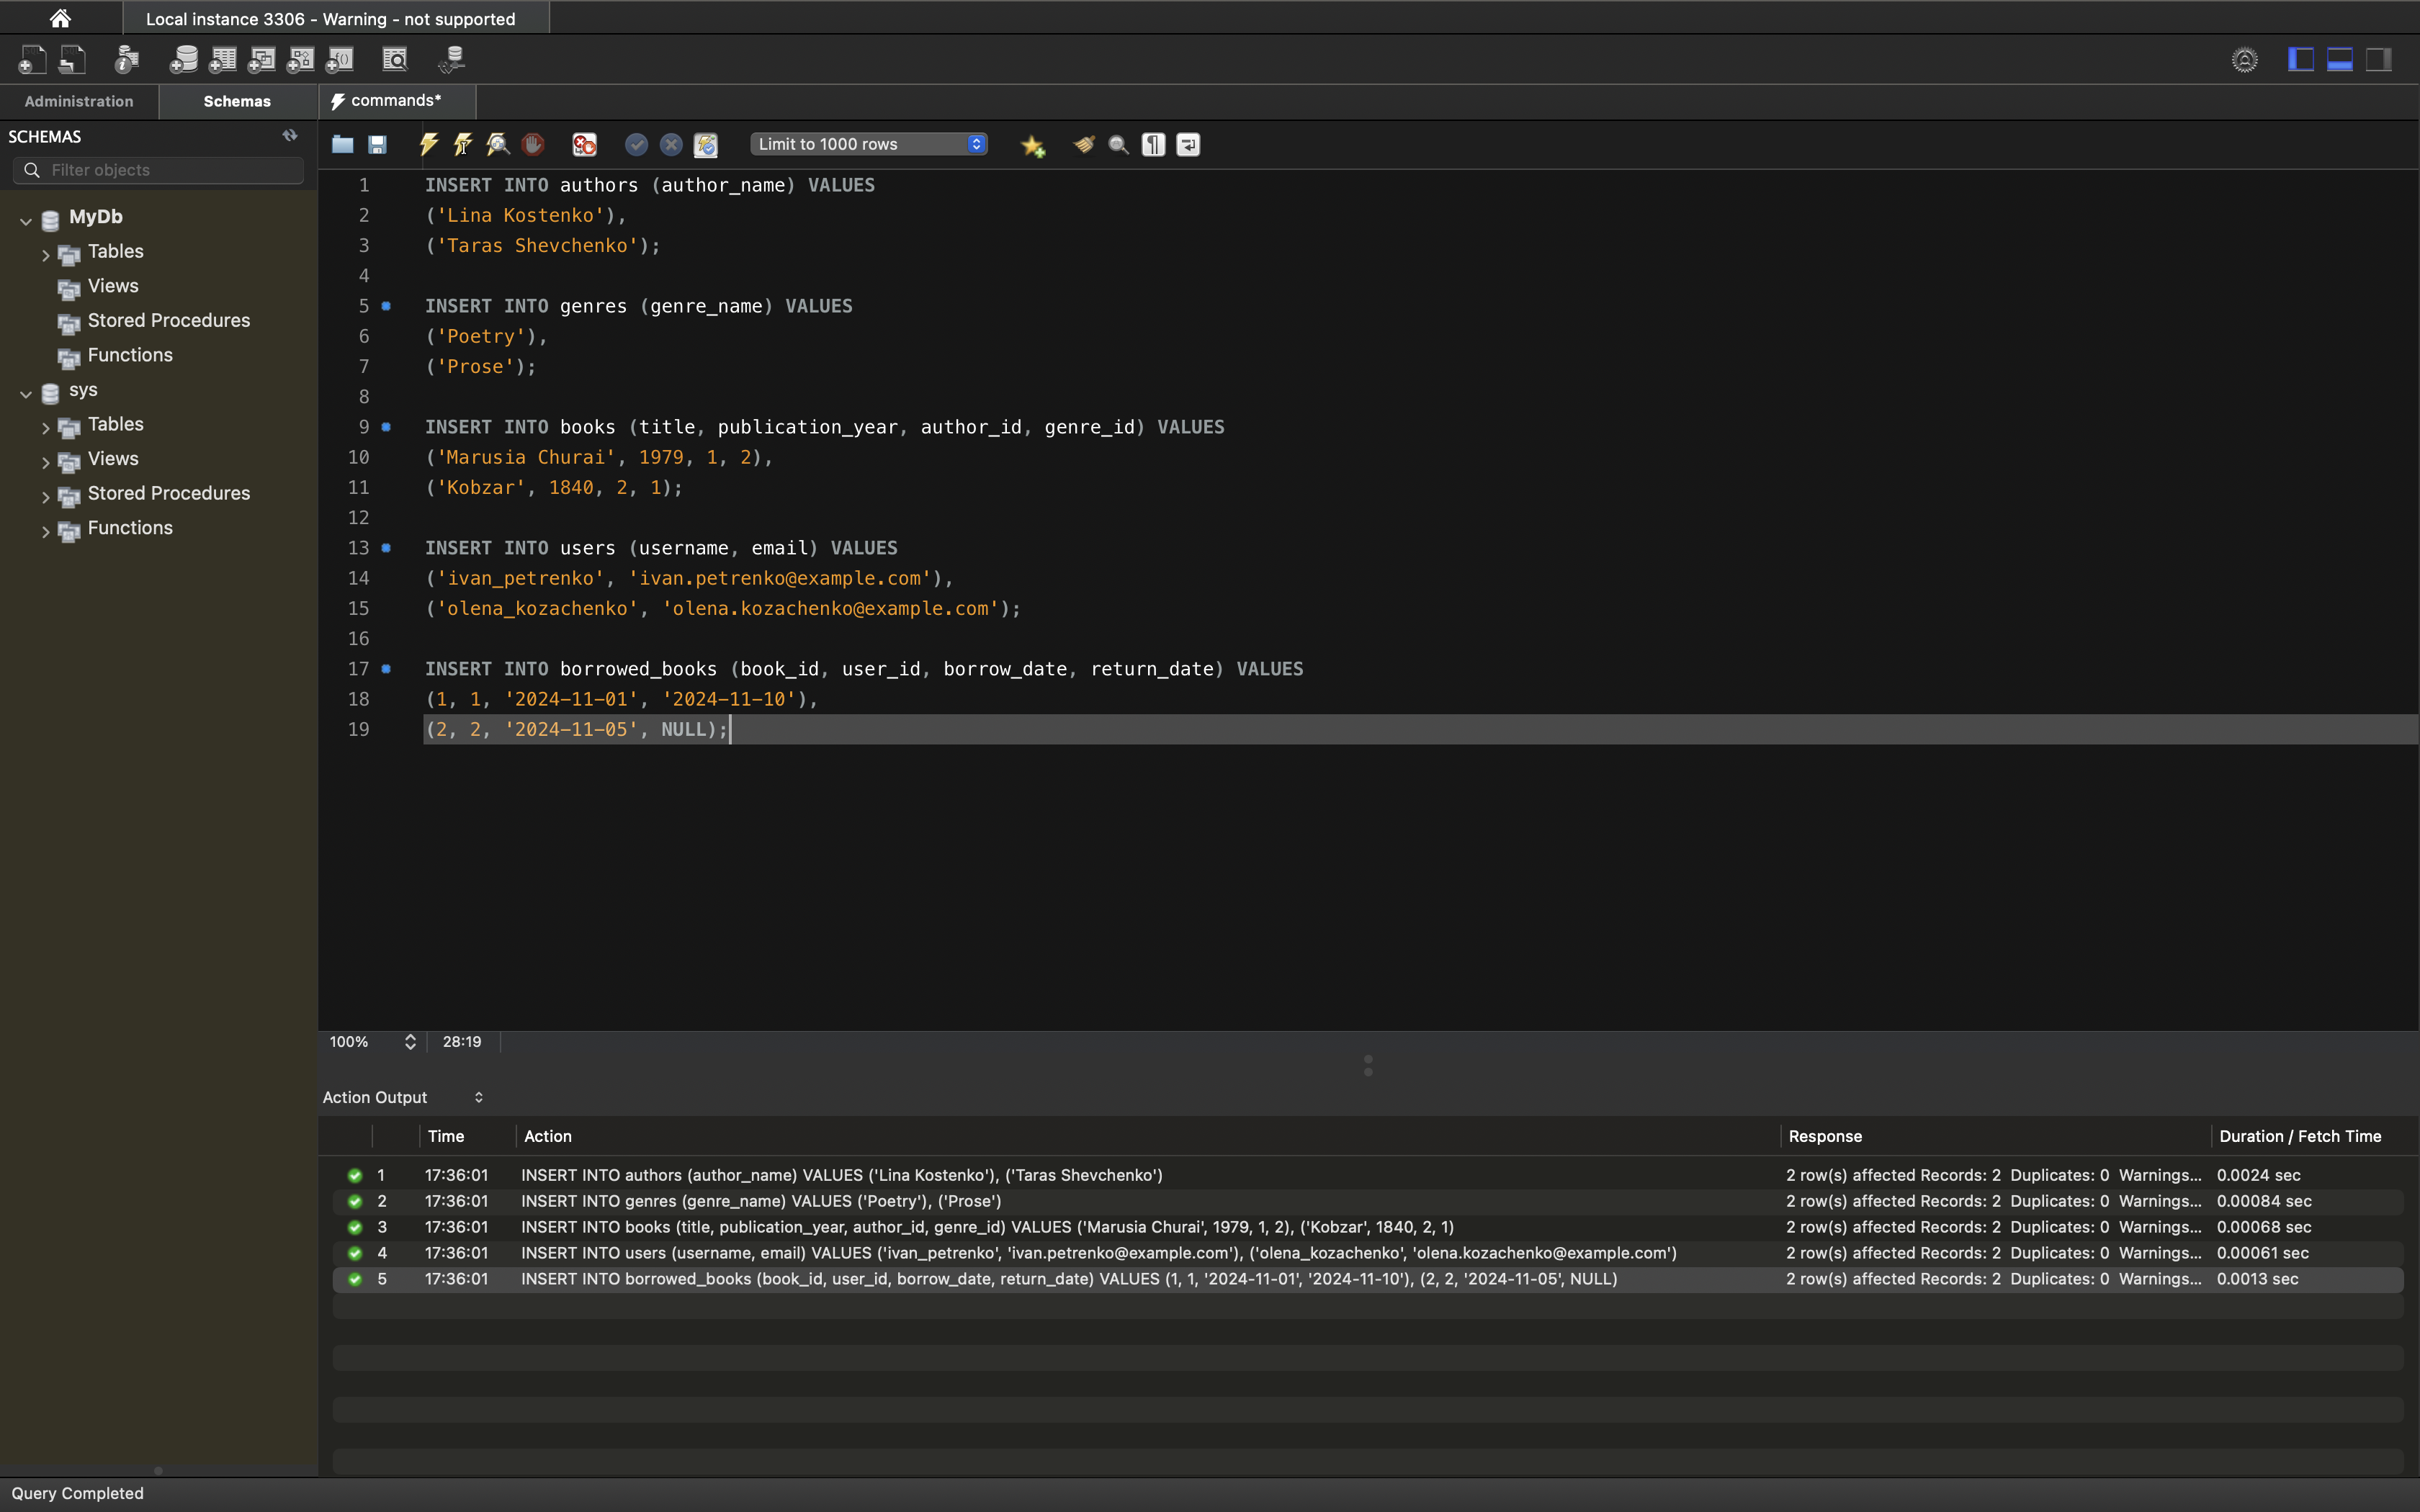 Local instance 3306 - Warning - not supported
Administration
Schemas
commands*
SCHEMAS
Filter objects
Limit to 1000 rows
MyDb
Tables
Views
Stored Procedures
Functions
sys
Tables
Views
Stored Procedures
Functions
1 INSERT INTO authors (author_name) VALUES
2 ('Lina Kostenko'),
3 ('Taras Shevchenko');
4
5 INSERT INTO genres (genre_name) VALUES
6 ('Poetry'),
7 ('Prose');
8
9 INSERT INTO books (title, publication_year, author_id, genre_id) VALUES
10 ('Marusia Churai', 1979, 1, 2),
11 ('Kobzar', 1840, 2, 1);
12
13 INSERT INTO users (username, email) VALUES
14 ('ivan_petrenko', 'ivan.petrenko@example.com'),
15 ('olena_kozachenko', 'olena.kozachenko@example.com');
16
17 INSERT INTO borrowed_books (book_id, user_id, borrow_date, return_date) VALUES
18 (1, 1, '2024-11-01', '2024-11-10'),
19 (2, 2, '2024-11-05', NULL);
100% 28:19
Action Output
Time Action Response Duration / Fetch Time
1 17:36:01 INSERT INTO authors (author_name) VALUES ('Lina Kostenko'), ('Taras Shevchenko') 2 row(s) affected Records: 2 Duplicates: 0 Warnings... 0.0024 sec
2 17:36:01 INSERT INTO genres (genre_name) VALUES ('Poetry'), ('Prose') 2 row(s) affected Records: 2 Duplicates: 0 Warnings... 0.00084 sec
3 17:36:01 INSERT INTO books (title, publication_year, author_id, genre_id) VALUES ('Marusia Churai', 1979, 1, 2), ('Kobzar', 1840, 2, 1) 2 row(s) affected Records: 2 Duplicates: 0 Warnings... 0.00068 sec
4 17:36:01 INSERT INTO users (username, email) VALUES ('ivan_petrenko', 'ivan.petrenko@example.com'), ('olena_kozachenko', 'olena.kozachenko@example.com') 2 row(s) affected Records: 2 Duplicates: 0 Warnings... 0.00061 sec
5 17:36:01 INSERT INTO borrowed_books (book_id, user_id, borrow_date, return_date) VALUES (1, 1, '2024-11-01', '2024-11-10'), (2, 2, '2024-11-05', NULL) 2 row(s) affected Records: 2 Duplicates: 0 Warnings... 0.0013 sec
Query Completed